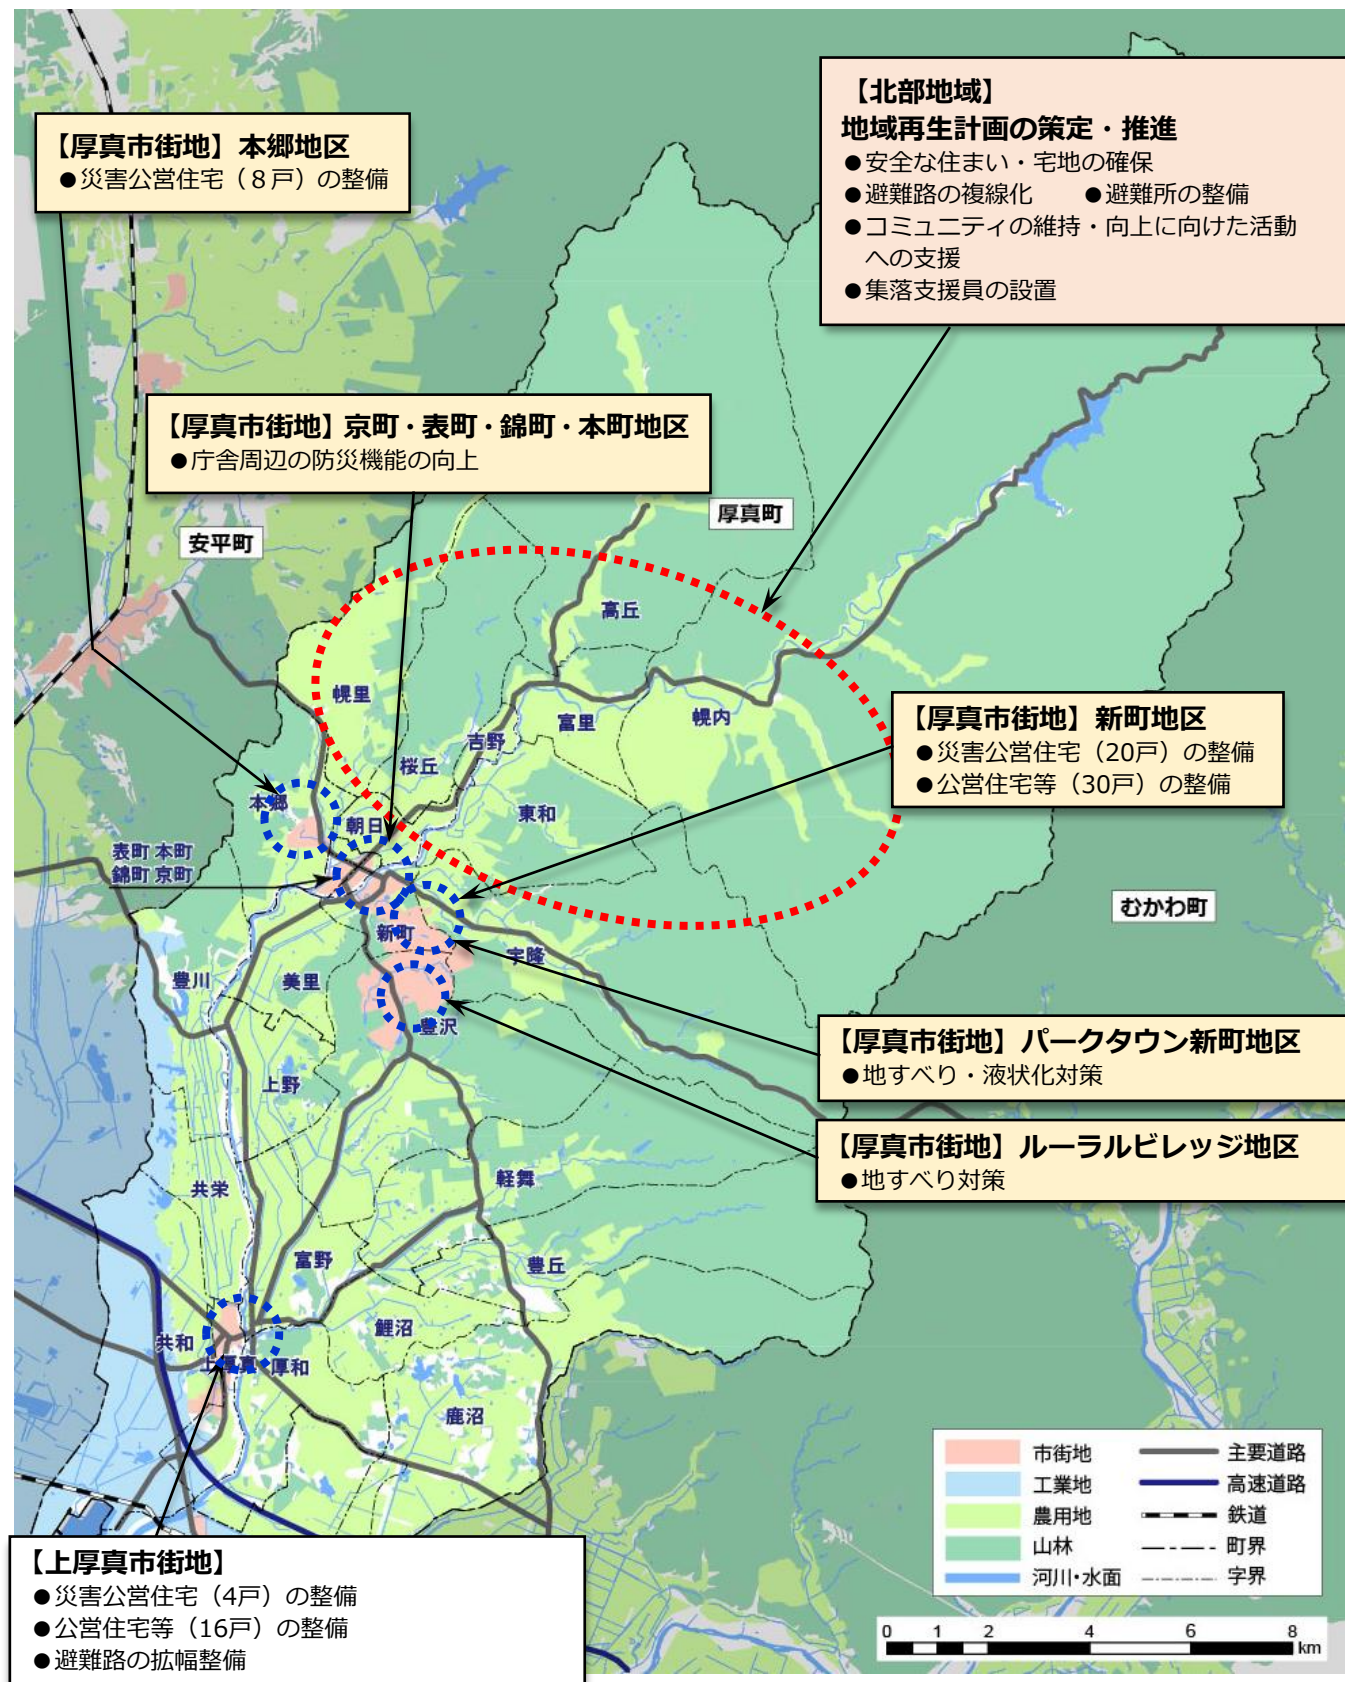 【北部地域】
地域再生計画の策定・推進
●安全な住まい・宅地の確保
●避難路の複線化 ●避難所の整備
●コミュニティの維持・向上に向けた活動
への支援
●集落支援員の設置
【厚真市街地】本郷地区
●災害公営住宅（８戸）の整備
【厚真市街地】京町・表町・錦町・本町地区
●庁舎周辺の防災機能の向上
厚真町
安平町
高丘
幌里
富里
幌内
吉野
桜丘
【厚真市街地】新町地区
●災害公営住宅（20戸）の整備
●公営住宅等（30戸）の整備
本郷
朝日
東和
表町 本町
錦町 京町
むかわ町
新町
宇隆
豊川
美里
豊沢
【厚真市街地】パークタウン新町地区
●地すべり・液状化対策
上野
【厚真市街地】ルーラルビレッジ地区
●地すべり対策
共栄
軽舞
富野
豊丘
鯉沼
共和
上厚真
厚和
鹿沼
市街地
工業地
農用地
山林
河川・水面
主要道路
高速道路
鉄道
町界
字界
0 1 2 4 6 8
km
【上厚真市街地】
●災害公営住宅（4戸）の整備
●公営住宅等（16戸）の整備
●避難路の拡幅整備